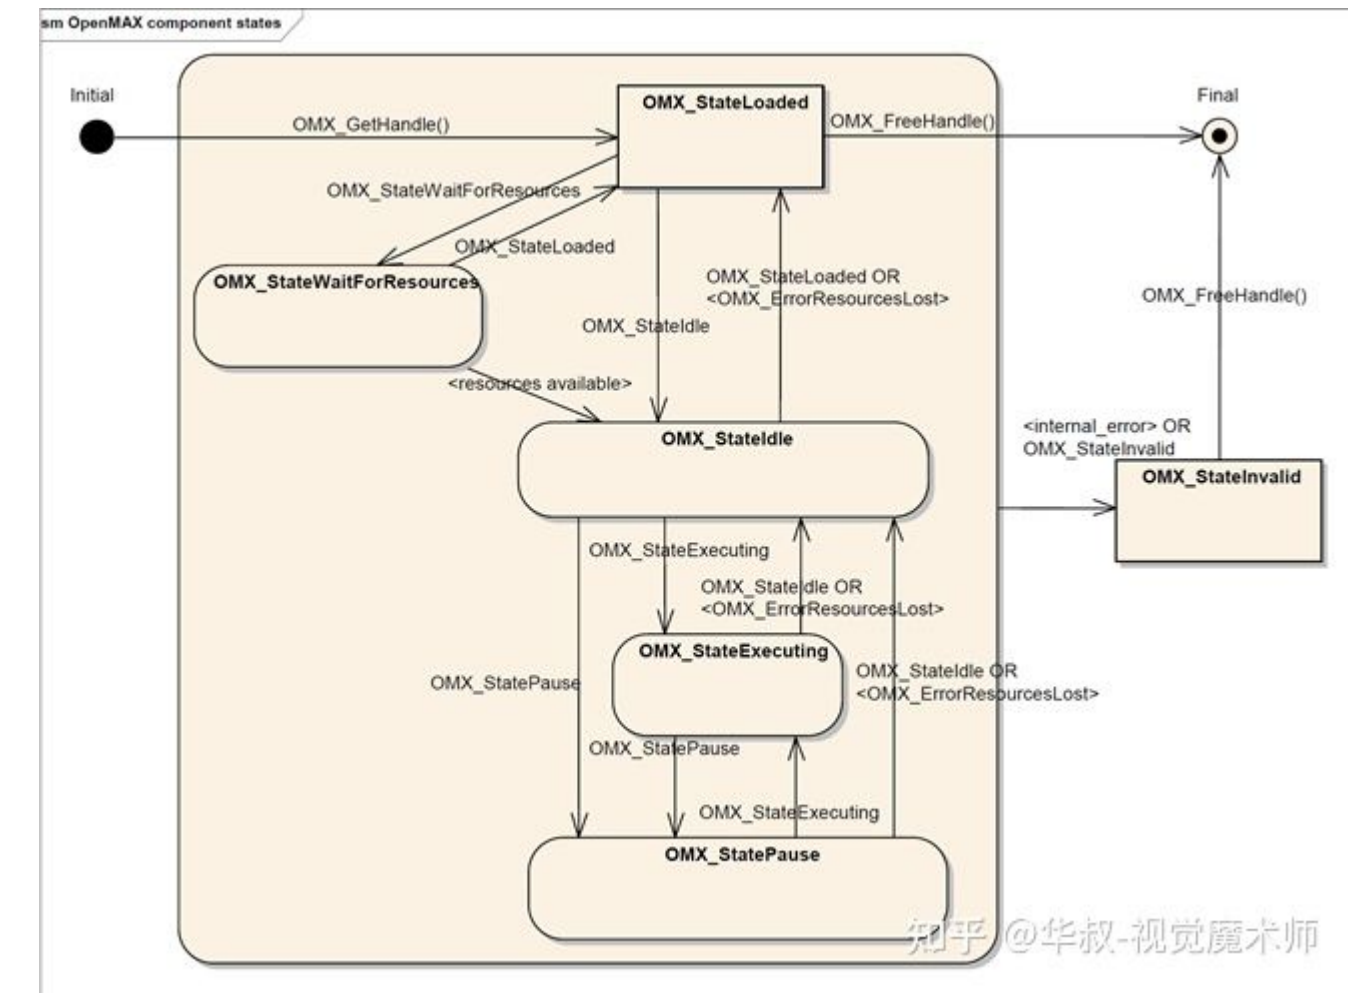 sm OpenMAX component states
Initial
Final
OMX_StateLoaded
OMX_GetHandle()
OMX_FreeHandle()
OMX_StateWaitForResources
OMX_StateLoaded
OMX_StateWaitForResources
OMX_StateLoaded OR
<OMX_ErrorResourcesLost>
OMX_FreeHandle()
OMX_StateIdle
<resources available>
OMX_StateIdle
<internal_error> OR
OMX_StateInvalid
OMX_StateInvalid
OMX_StateExecuting
OMX_StateIdle OR
<OMX_ErrorResourcesLost>
OMX_StateExecuting
OMX_StateIdle OR
<OMX_ErrorResourcesLost>
OMX_StatePause
OMX_StatePause
OMX_StateExecuting
OMX_StatePause
知乎 @华叔-视觉魔术师